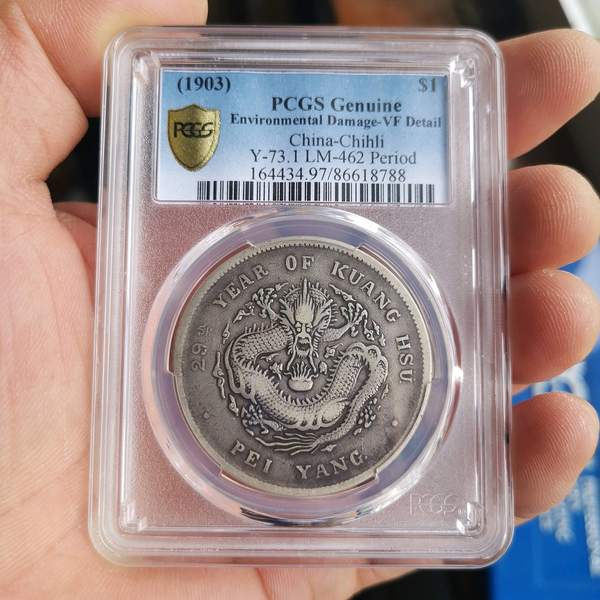 (1903) $1
PCGS Genuine
Environmental Damage-VF Detail
China-Chihli
Y-73.1 LM-462 Period
164434.97/86618788
PCGS
29th YEAR OF KUANG HSU
PEI YANG
PCGS